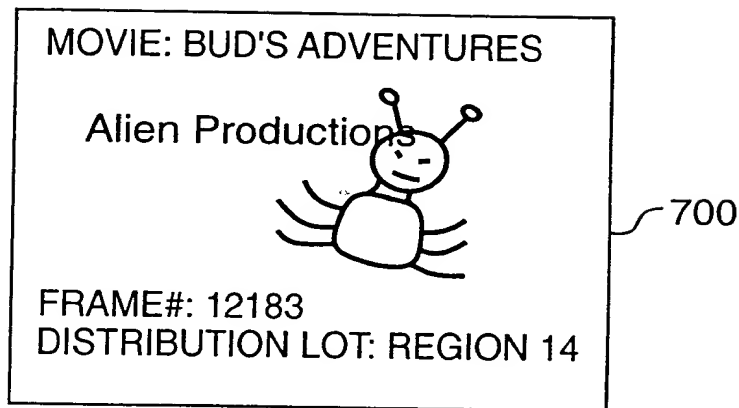 MOVIE: BUD'S ADVENTURES
Alien Productions
700
FRAME#: 12183
DISTRIBUTION LOT: REGION 14